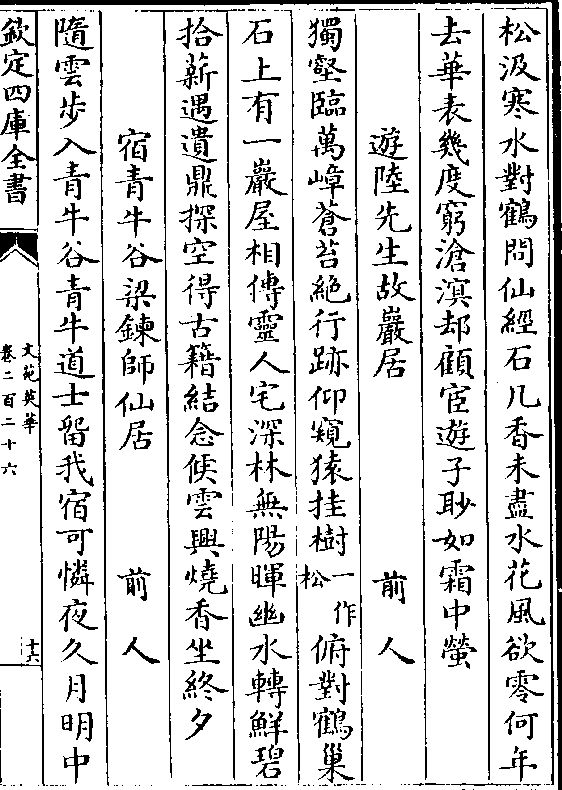 松汲寒水對鶴問仙經石几香未盡水花風欲零何年
去華表幾度窮滄溟却顧宦遊子眇如霜中螢
遊陸先生故巖居 前人
獨壑臨萬嶂蒼苔絶行跡仰窺猿挂樹一作松俯對鶴巢
石上有一巖屋相傳靈人宅深林無陽暉幽水轉鮮碧
拾薪遇遺鼎探空得古籍結念候雲興燒香坐終夕
宿青牛谷梁鍊師仙居 前人
隨雲步入青牛谷青牛道士留我宿可憐夜久月明中
欽定四庫全書
文苑英華
卷二百二十六
十六